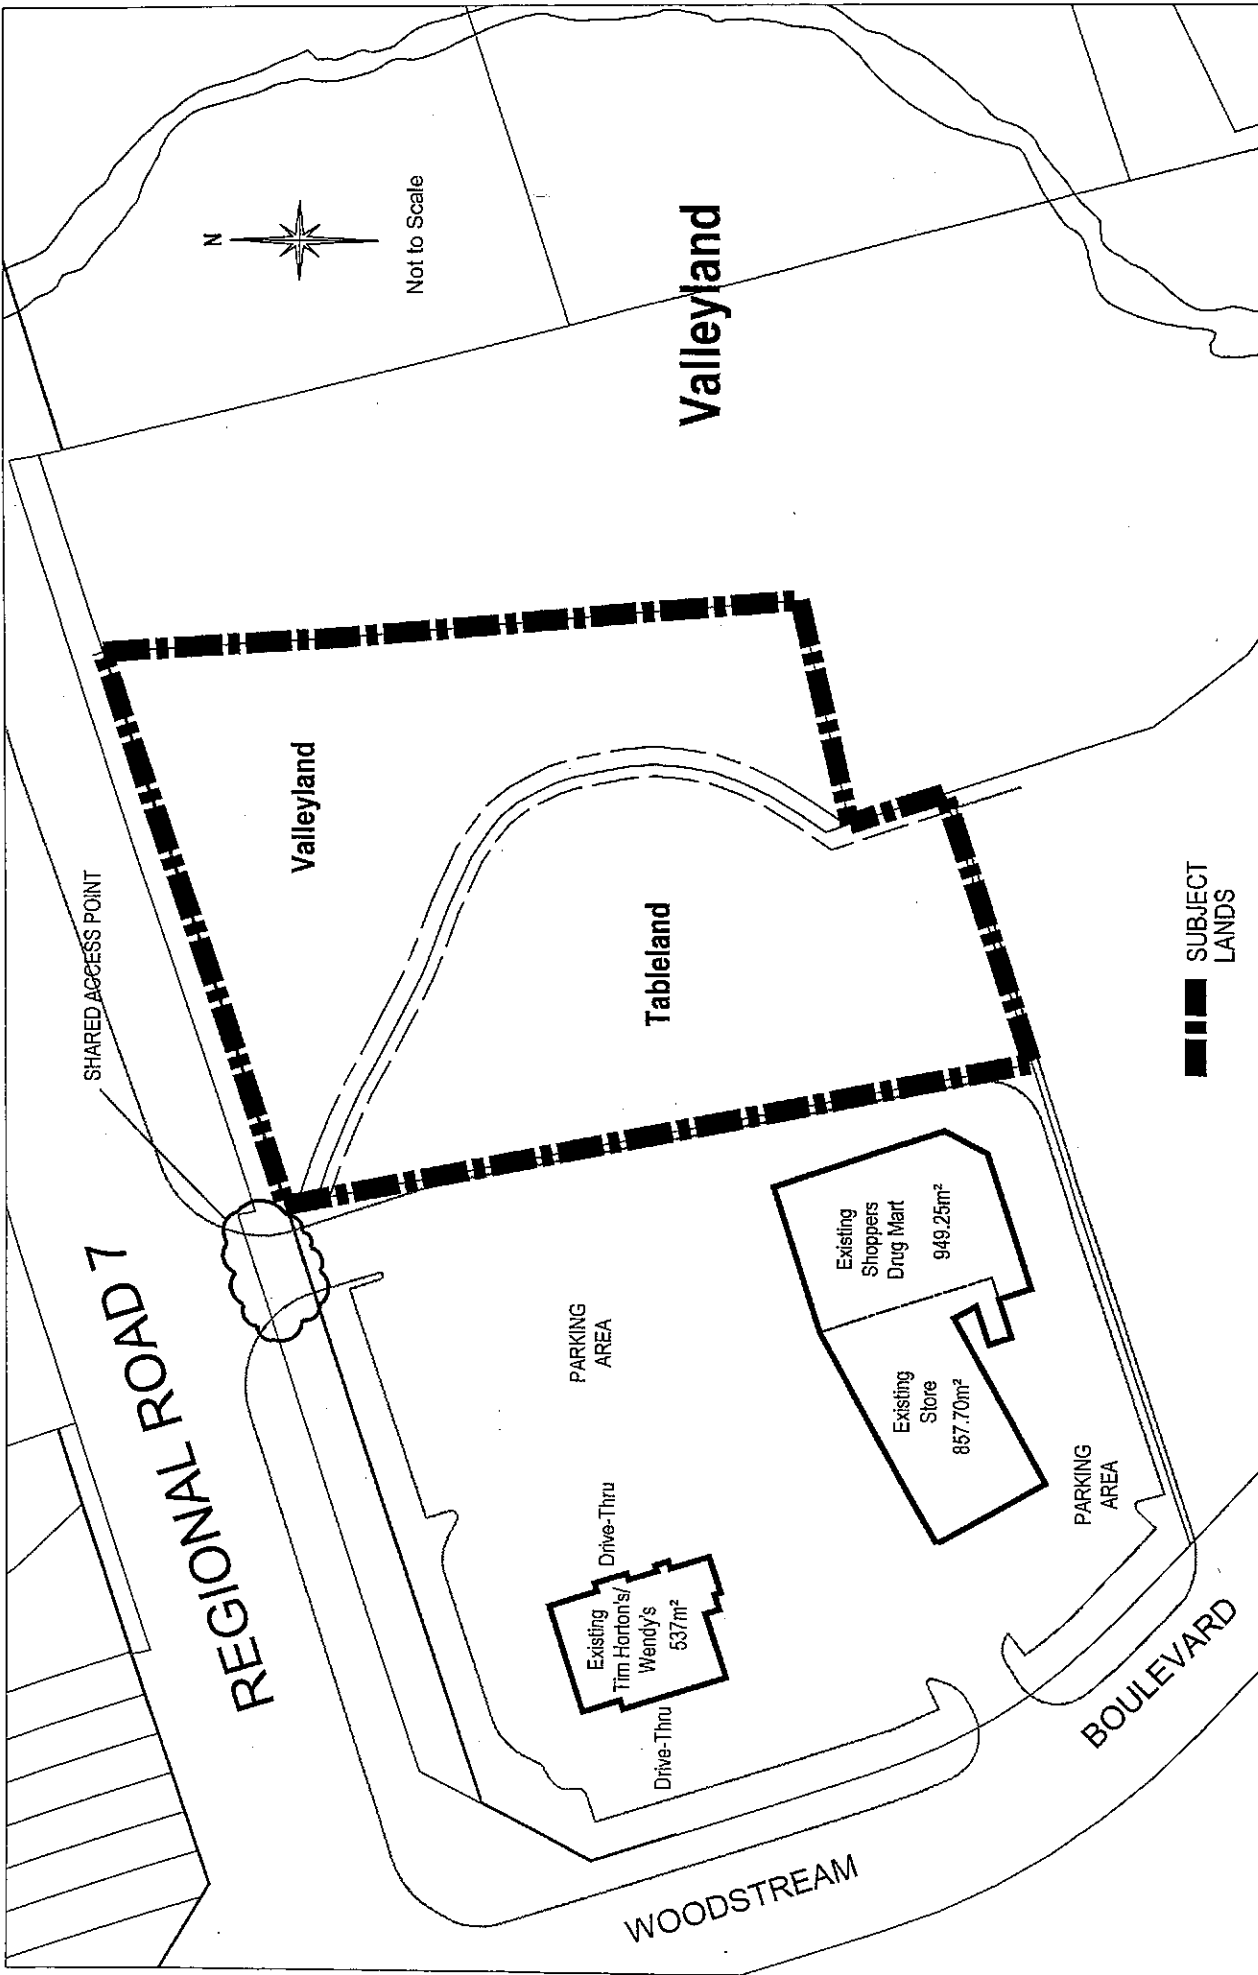 N
Not to Scale
REGIONAL ROAD 7
SHARED ACCESS POINT
Valleyland
Valleyland
Tableland
PARKING
AREA
Drive-Thru
Existing
Tim Horton's/
Wendy's
537m²
Drive-Thru
Existing
Shoppers
Drug Mart
949.25m²
Existing
Store
857.70m²
PARKING
AREA
WOODSTREAM
BOULEVARD
SUBJECT
LANDS